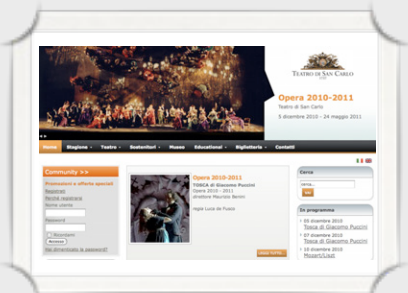 TEATRO DI SAN CARLO
Opera 2010-2011
Teatro di San Carlo
5 dicembre 2010 - 24 maggio 2011
Home Stagione Teatro Sostenitori Museo Educational Biglietteria Contatti
Community >>
Promozioni e offerte speciali
Registrati
Perché registrarsi
Nome utente
Password
Ricordami
Accesso
Hai dimenticato la password?
Opera 2010-2011
TOSCA di Giacomo Puccini
Opera 2010 - 2011
direttore Maurizio Benini
regia Luca de Fusco
Cerca
cerca...
In programma
05 dicembre 2010
Tosca di Giacomo Puccini
07 dicembre 2010
Tosca di Giacomo Puccini
10 dicembre 2010
Mozart/Liszt